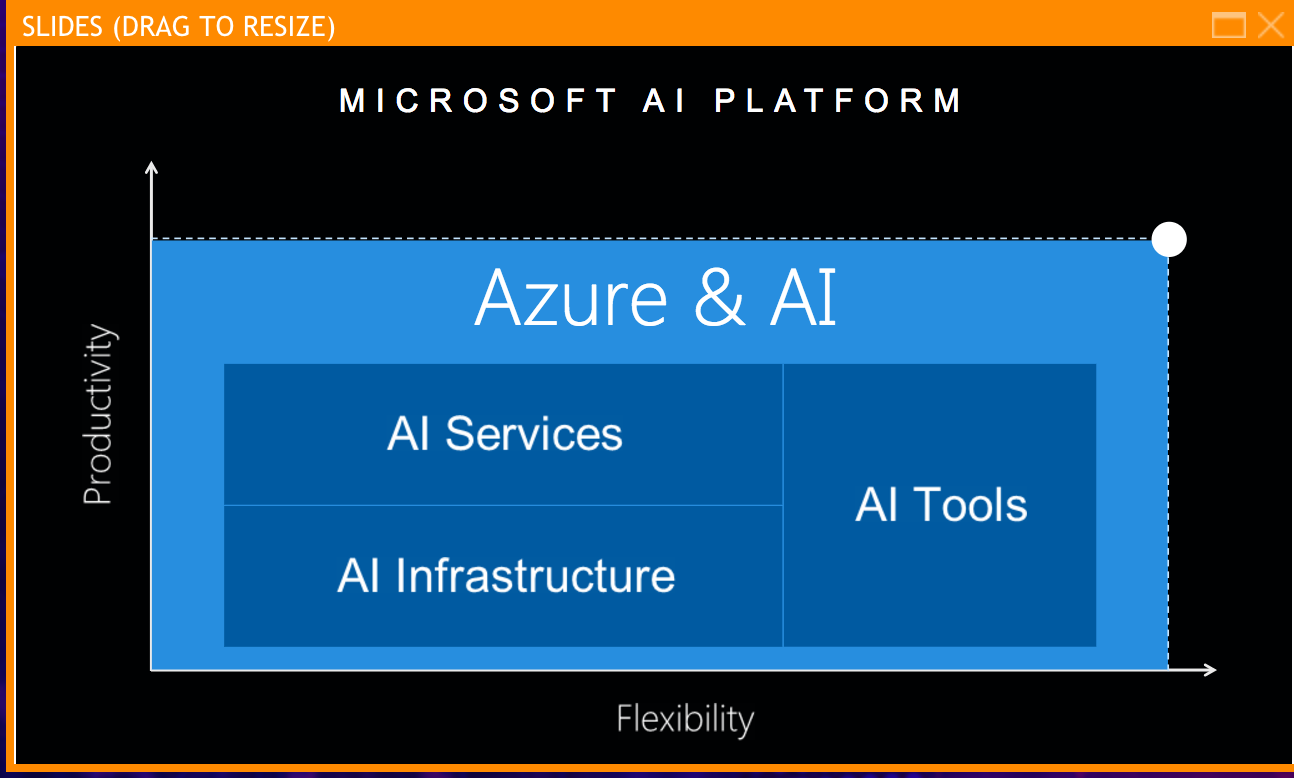 SLIDES (DRAG TO RESIZE)
MICROSOFT AI PLATFORM
Productivity
Azure & AI
AI Services
AI Tools
AI Infrastructure
Flexibility